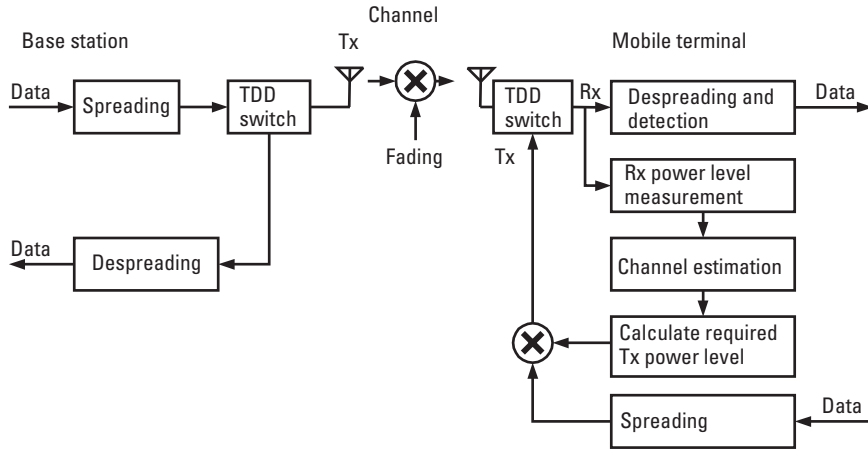 Channel
Base station
Tx
Mobile terminal
Data
Spreading
TDD
switch
TDD
switch
Rx
Despreading and
detection
Data
Fading
Tx
Rx power level
measurement
Data
Despreading
Channel estimation
Calculate required
Tx power level
Spreading
Data